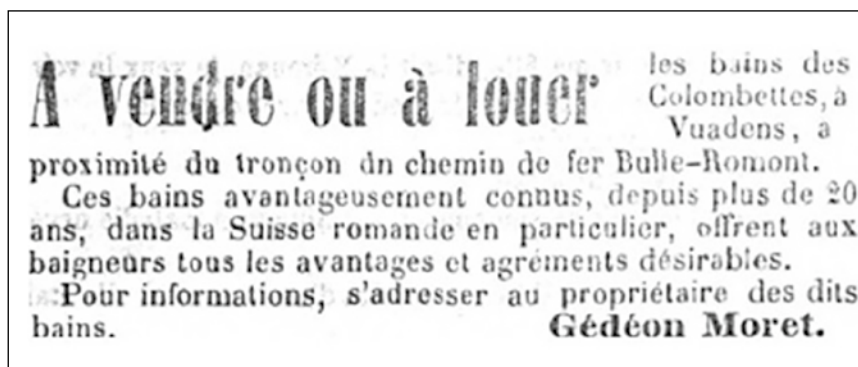 A vendre ou à louer
les bains des
Colombettes, à
Vuadens, à
proximité du tronçon dn chemin de fer Bulle-Romont.
Ces bains avantageusement connus, depuis plus de 20
ans, dans la Suisse romande en particulier, offrent aux
baigneurs tous les avantages et agréments désirables.
Pour informations, s'adresser au propriétaire des dits
bains. Gédéon Moret.